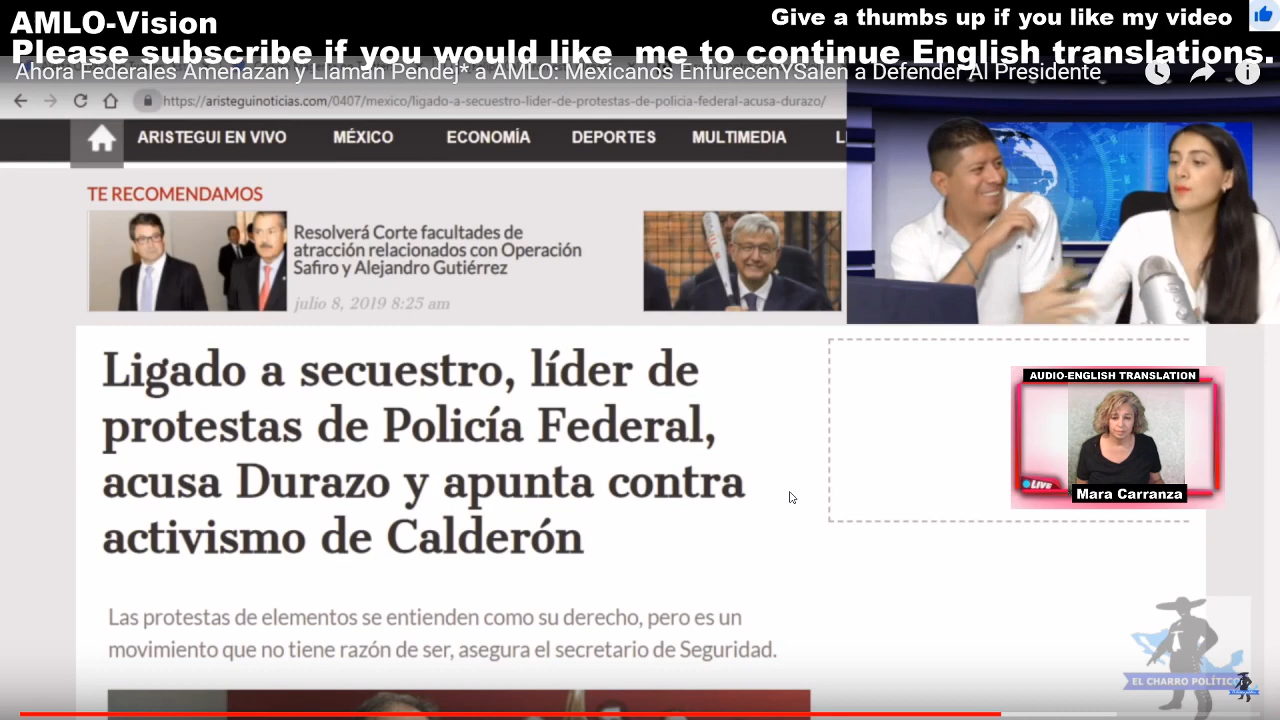 AMLO-Vision
Give a thumbs up if you like my video
Please subscribe if you would like me to continue English translations.
Ahora Federales Amenazan y Llaman Pendej* a AMLO: Mexicanos EnfurecenYSalen a Defender Al Presidente
https://aristeguinoticias.com/0407/mexico/ligado-a-secuestro-lider-de-protestas-de-policia-federal-acusa-durazo/
ARISTEGUI EN VIVO MÉXICO ECONOMÍA DEPORTES MULTIMEDIA
TE RECOMENDAMOS
Resolverá Corte facultades de
atracción relacionados con Operación
Safiro y Alejandro Gutiérrez
julio 8, 2019 8:25 am
Ligado a secuestro, líder de
protestas de Policía Federal,
acusa Durazo y apunta contra
activismo de Calderón
AUDIO-ENGLISH TRANSLATION
LIVE
Mara Carranza
Las protestas de elementos se entienden como su derecho, pero es un
movimiento que no tiene razón de ser, asegura el secretario de Seguridad.
EL CHARRO POLÍTICO